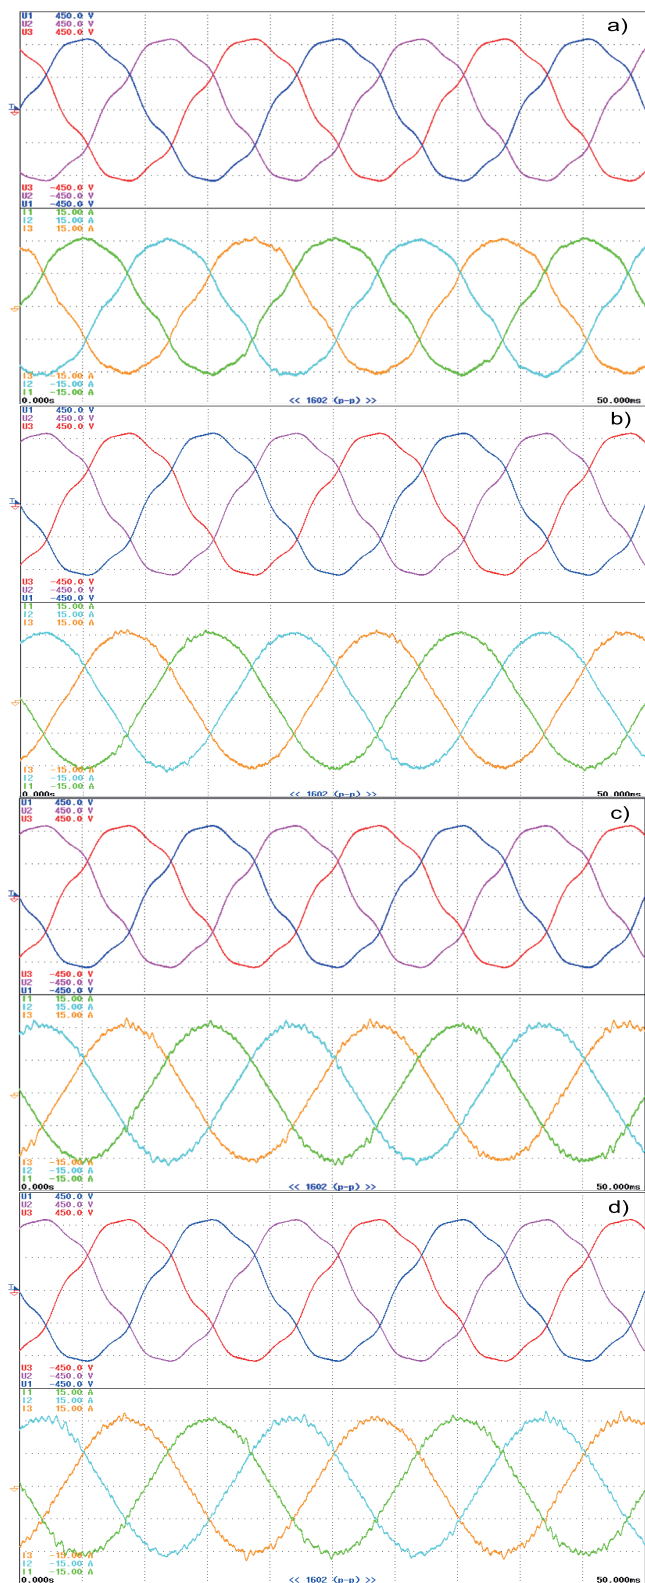 U1 450.0 V
U2 450.0 V
U3 450.0 V
a)
U3 -450.0 V
U2 -450.0 V
U1 -450.0 V
I1 15.00 A
I2 15.00 A
I3 15.00 A
I3 -15.00 A
I2 -15.00 A
I1 -15.00 A
0.000s << 1602 (p-p) >> 50.000ms
U1 450.0 V
U2 450.0 V
U3 450.0 V
b)
U3 -450.0 V
U2 -450.0 V
U1 -450.0 V
I1 15.00 A
I2 15.00 A
I3 15.00 A
I3 -15.00 A
I2 -15.00 A
I1 -15.00 A
0.000s << 1602 (p-p) >> 50.000ms
U1 450.0 V
U2 450.0 V
U3 450.0 V
c)
U3 -450.0 V
U2 -450.0 V
U1 -450.0 V
I1 15.00 A
I2 15.00 A
I3 15.00 A
I3 -15.00 A
I2 -15.00 A
I1 -15.00 A
0.000s << 1602 (p-p) >> 50.000ms
U1 450.0 V
U2 450.0 V
U3 450.0 V
d)
U3 -450.0 V
U2 -450.0 V
U1 -450.0 V
I1 15.00 A
I2 15.00 A
I3 15.00 A
I3 -15.00 A
I2 -15.00 A
I1 -15.00 A
0.000s << 1602 (p-p) >> 50.000ms